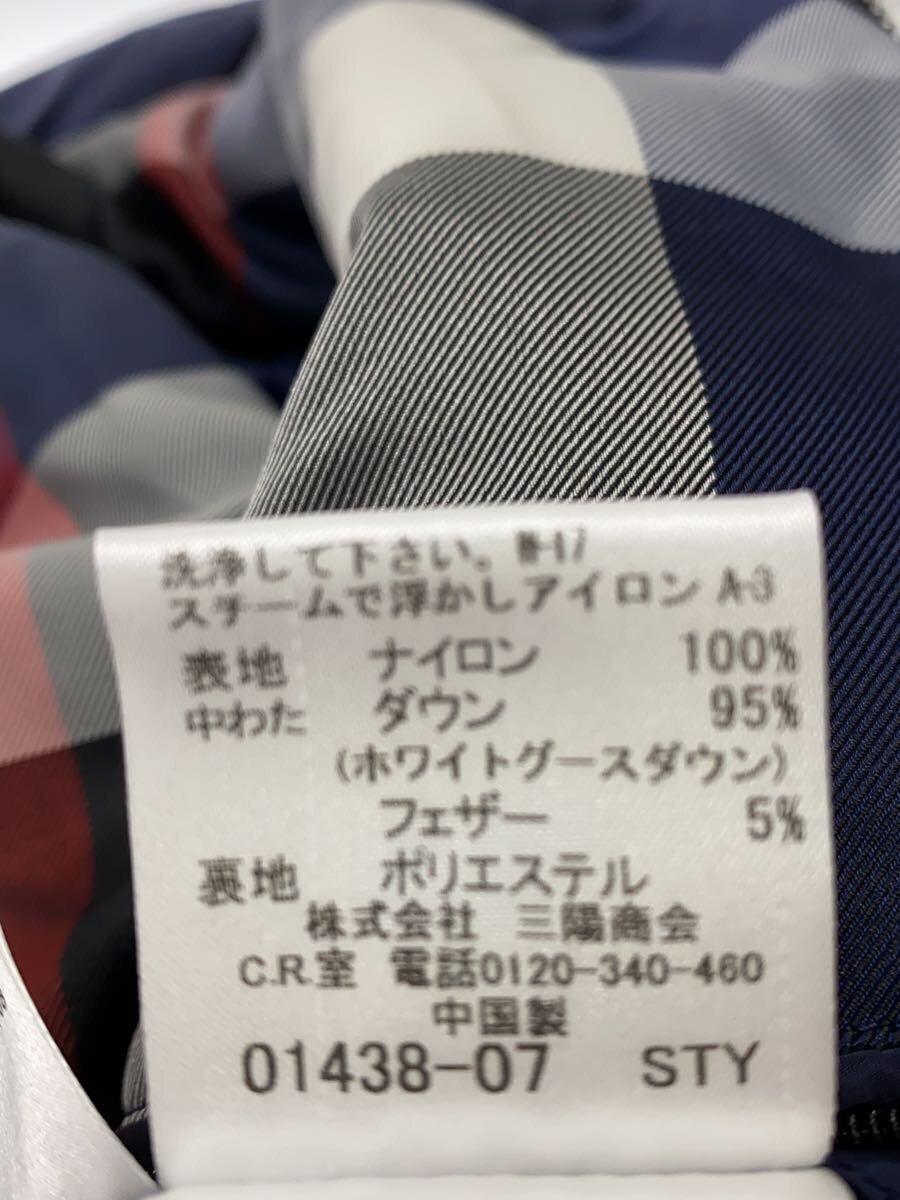 洗浄して下さい。W-17
スチームで浮かしアイロン A-3
表地 ナイロン 100%
中わた ダウン 95%
(ホワイトグースダウン)
フェザー 5%
裏地 ポリエステル
株式会社 三陽商会
C.R.室 電話0120-340-460
中国製
01438-07 STY